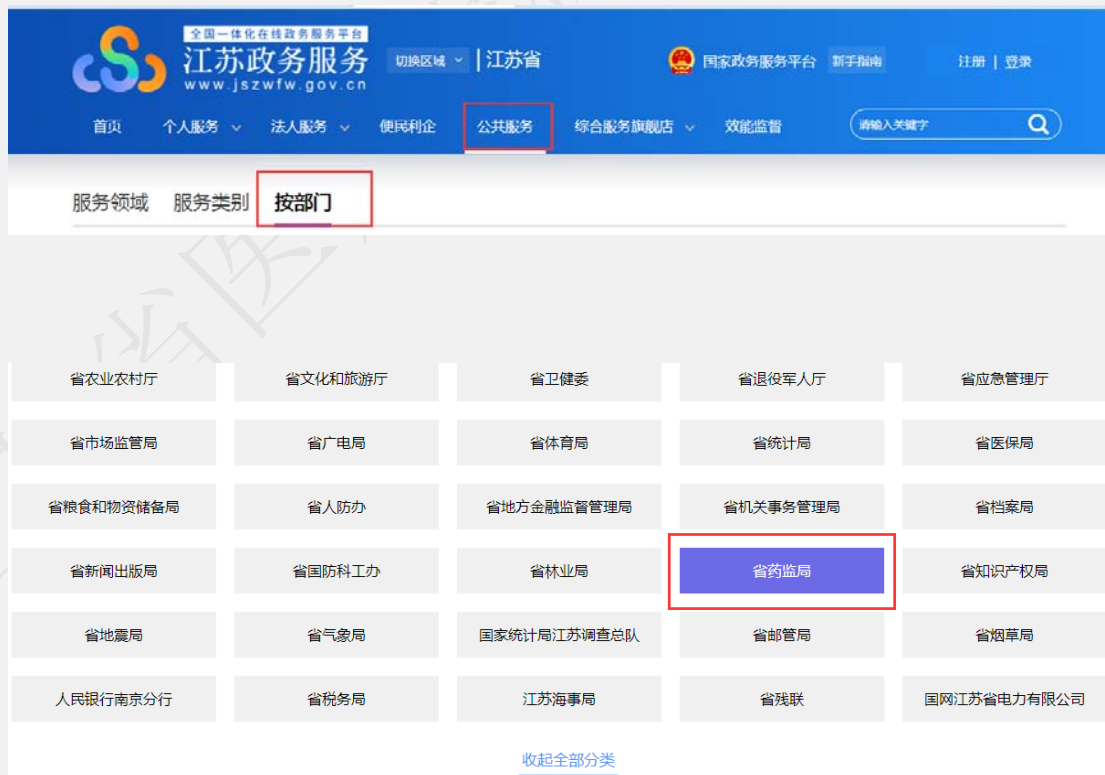 全国一体化在线政务服务平台
江苏政务服务 切换区域 江苏省 国家政务服务平台 新手指南 注册 | 登录
www.jszwfw.gov.cn
首页 个人服务 法人服务 便民利企 公共服务 综合服务旗舰店 效能监督 请输入关键字
服务领域 服务类别 按部门
省医
省农业农村厅 省文化和旅游厅 省卫健委 省退役军人厅 省应急管理厅
省市场监管局 省广电局 省体育局 省统计局 省医保局
省粮食和物资储备局 省人防办 省地方金融监督管理局 省机关事务管理局 省档案局
省新闻出版局 省国防科工办 省林业局 省药监局 省知识产权局
省地震局 省气象局 国家统计局江苏调查总队 省邮管局 省烟草局
人民银行南京分行 省税务局 江苏海事局 省残联 国网江苏省电力有限公司
收起全部分类